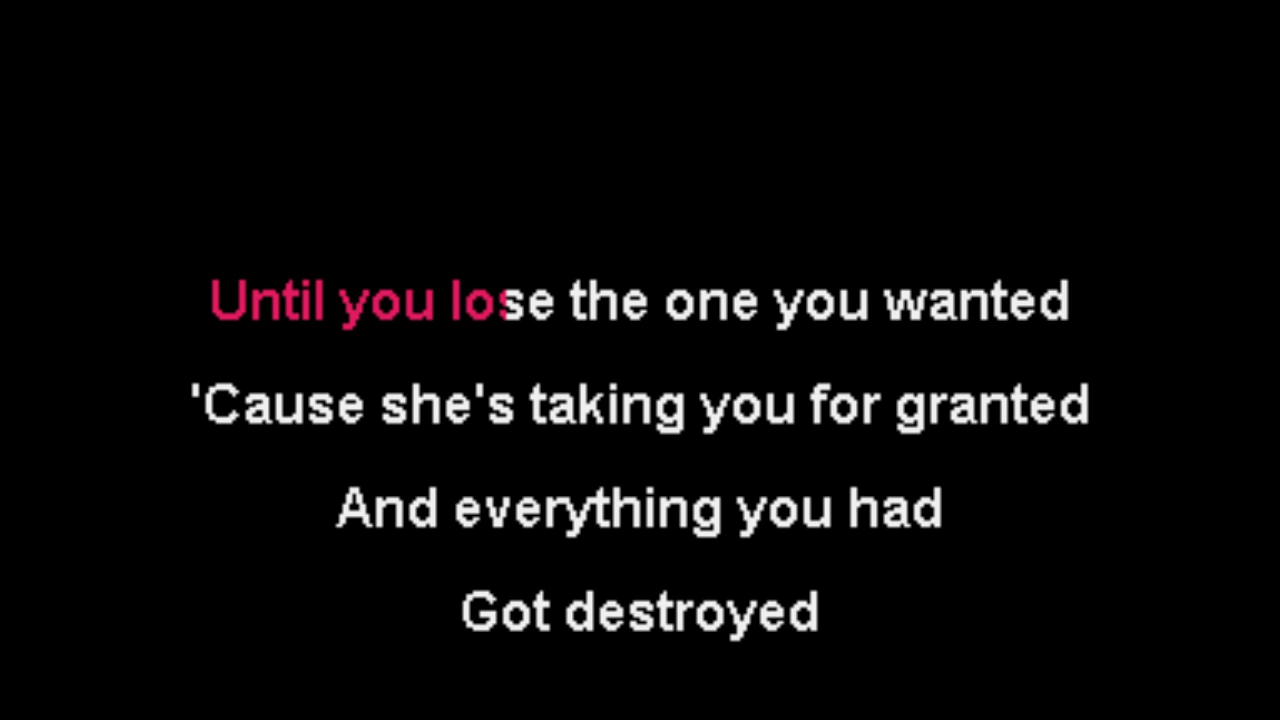 Until you lose the one you wanted
'Cause she's taking you for granted
And everything you had
Got destroyed